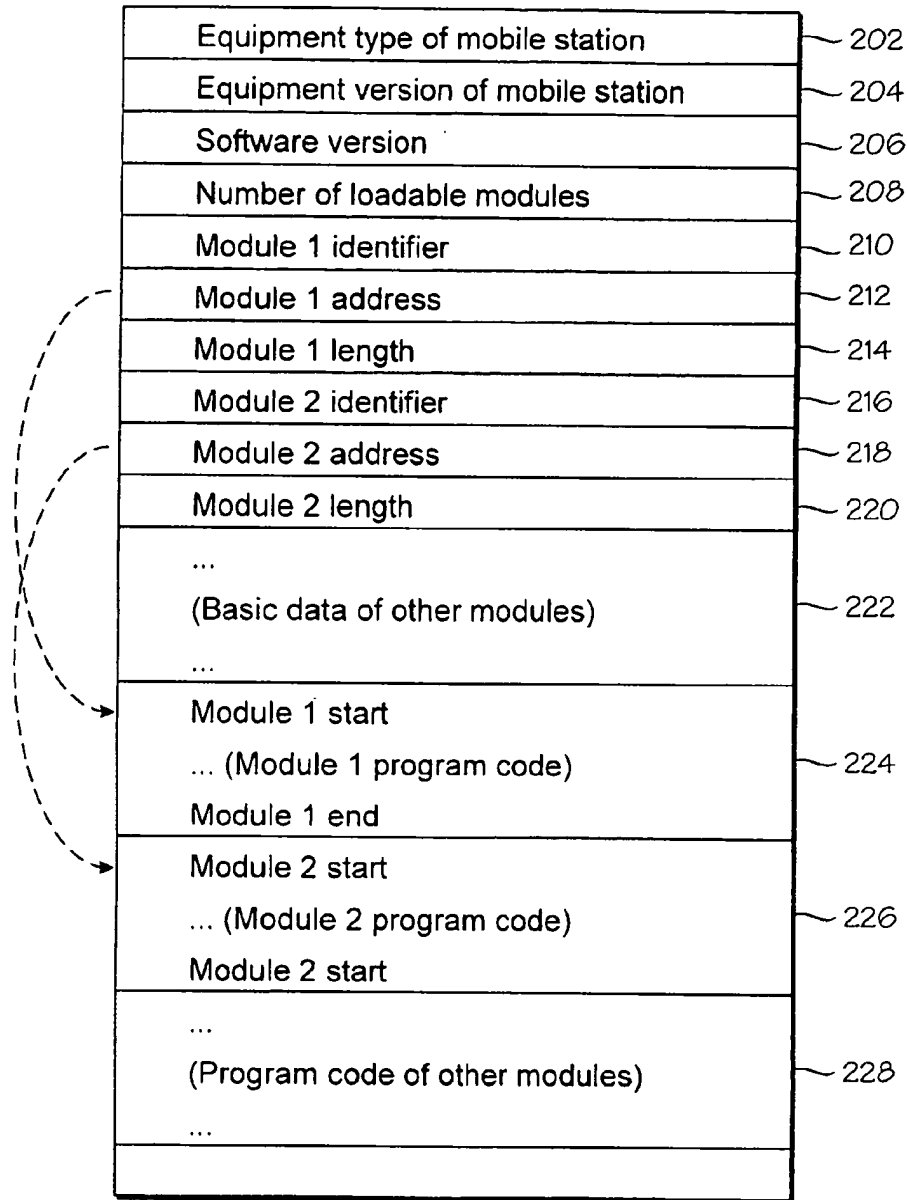 Equipment type of mobile station 202
Equipment version of mobile station 204
Software version 206
Number of loadable modules 208
Module 1 identifier 210
Module 1 address 212
Module 1 length 214
Module 2 identifier 216
Module 2 address 218
Module 2 length 220
...
(Basic data of other modules) 222
...
Module 1 start
... (Module 1 program code) 224
Module 1 end
Module 2 start
... (Module 2 program code) 226
Module 2 start
...
(Program code of other modules) 228
...